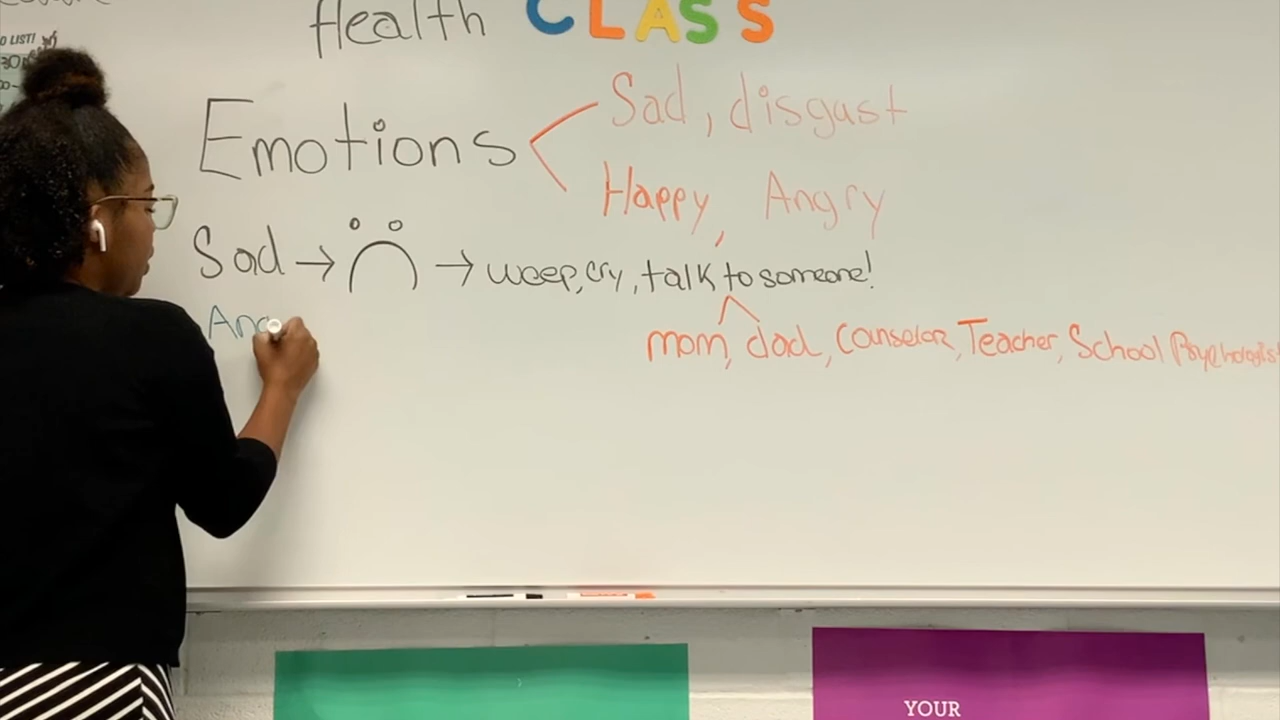 O LIST!
Health CLASS
Emotions
Sad, disgust
Happy, Angry
Sad → → weep, cry, talk to someone!
Ang
mom, dad, Counselor, Teacher, School Psychologist
YOUR